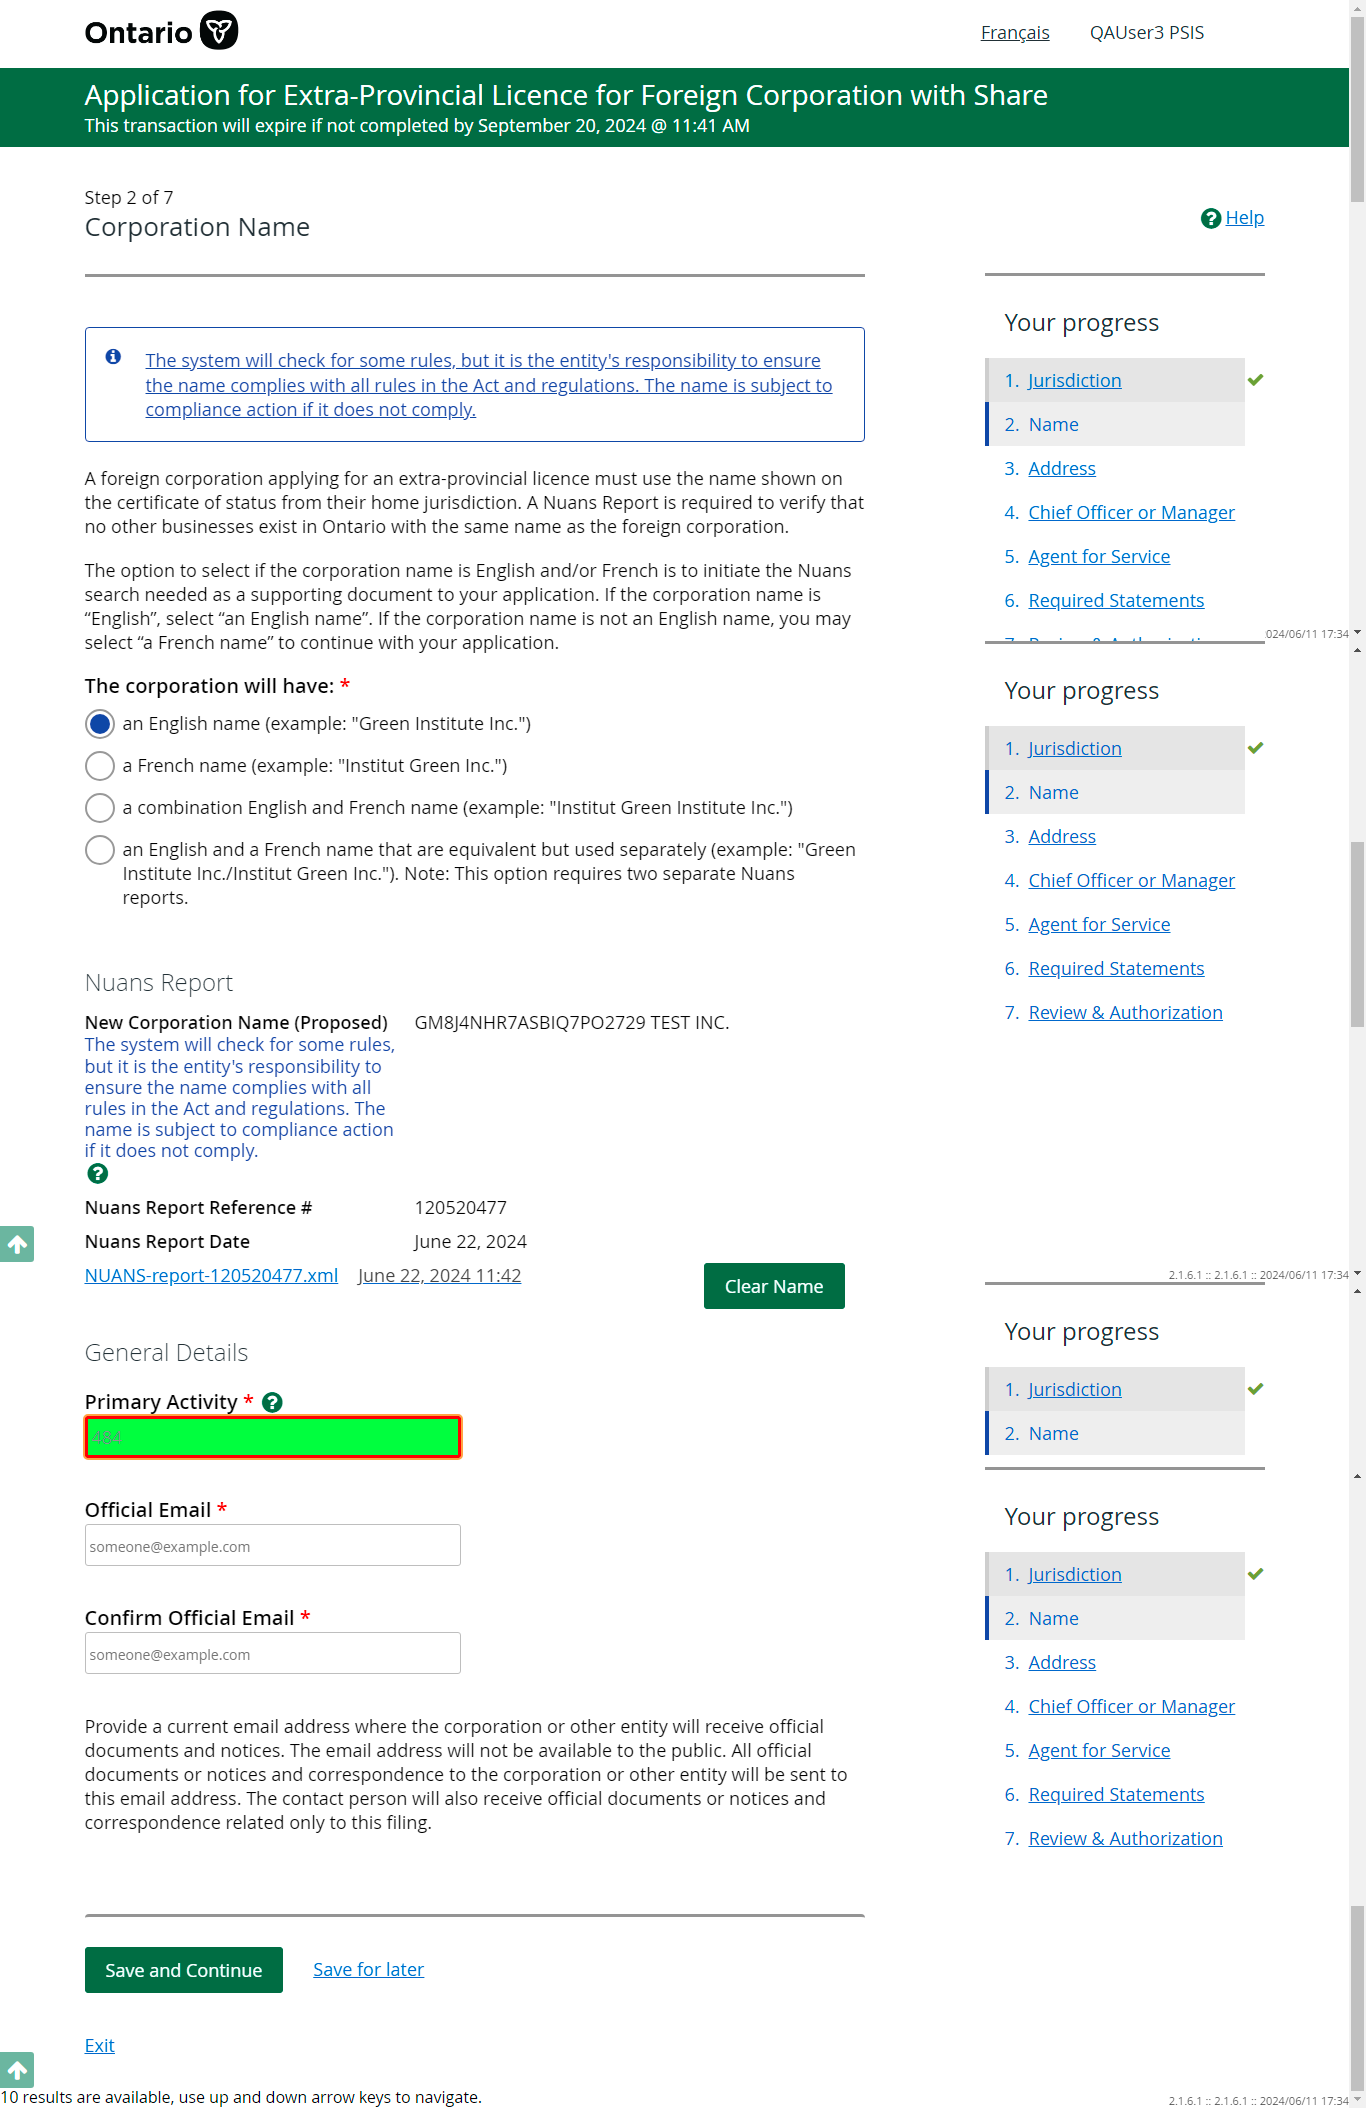 Ontario
Français QAUser3 PSIS
Application for Extra-Provincial Licence for Foreign Corporation with Share
This transaction will expire if not completed by September 20, 2024 @ 11:41 AM
Step 2 of 7
Corporation Name
Help
The system will check for some rules, but it is the entity's responsibility to ensure
the name complies with all rules in the Act and regulations. The name is subject to
compliance action if it does not comply.
A foreign corporation applying for an extra-provincial licence must use the name shown on
the certificate of status from their home jurisdiction. A Nuans Report is required to verify that
no other businesses exist in Ontario with the same name as the foreign corporation.
The option to select if the corporation name is English and/or French is to initiate the Nuans
search needed as a supporting document to your application. If the corporation name is
“English”, select “an English name”. If the corporation name is not an English name, you may
select “a French name” to continue with your application.
The corporation will have: *
an English name (example: "Green Institute Inc.")
a French name (example: "Institut Green Inc.")
a combination English and French name (example: "Institut Green Institute Inc.")
an English and a French name that are equivalent but used separately (example: "Green
Institute Inc./Institut Green Inc."). Note: This option requires two separate Nuans
reports.
Nuans Report
New Corporation Name (Proposed) GM8J4NHR7ASBIQ7PO2729 TEST INC.
The system will check for some rules,
but it is the entity's responsibility to
ensure the name complies with all
rules in the Act and regulations. The
name is subject to compliance action
if it does not comply.
Nuans Report Reference # 120520477
Nuans Report Date June 22, 2024
NUANS-report-120520477.xml June 22, 2024 11:42
Clear Name
General Details
Primary Activity *
484
Official Email *
someone@example.com
Confirm Official Email *
someone@example.com
Provide a current email address where the corporation or other entity will receive official
documents and notices. The email address will not be available to the public. All official
documents or notices and correspondence to the corporation or other entity will be sent to
this email address. The contact person will also receive official documents or notices and
correspondence related only to this filing.
Save and Continue Save for later
Exit
10 results are available, use up and down arrow keys to navigate.
Your progress
1. Jurisdiction
2. Name
3. Address
4. Chief Officer or Manager
5. Agent for Service
6. Required Statements
024/06/11 17:34
Your progress
1. Jurisdiction
2. Name
3. Address
4. Chief Officer or Manager
5. Agent for Service
6. Required Statements
7. Review & Authorization
2.1.6.1 :: 2.1.6.1 :: 2024/06/11 17:34
Your progress
1. Jurisdiction
2. Name
Your progress
1. Jurisdiction
2. Name
3. Address
4. Chief Officer or Manager
5. Agent for Service
6. Required Statements
7. Review & Authorization
2.1.6.1 :: 2.1.6.1 :: 2024/06/11 17:34